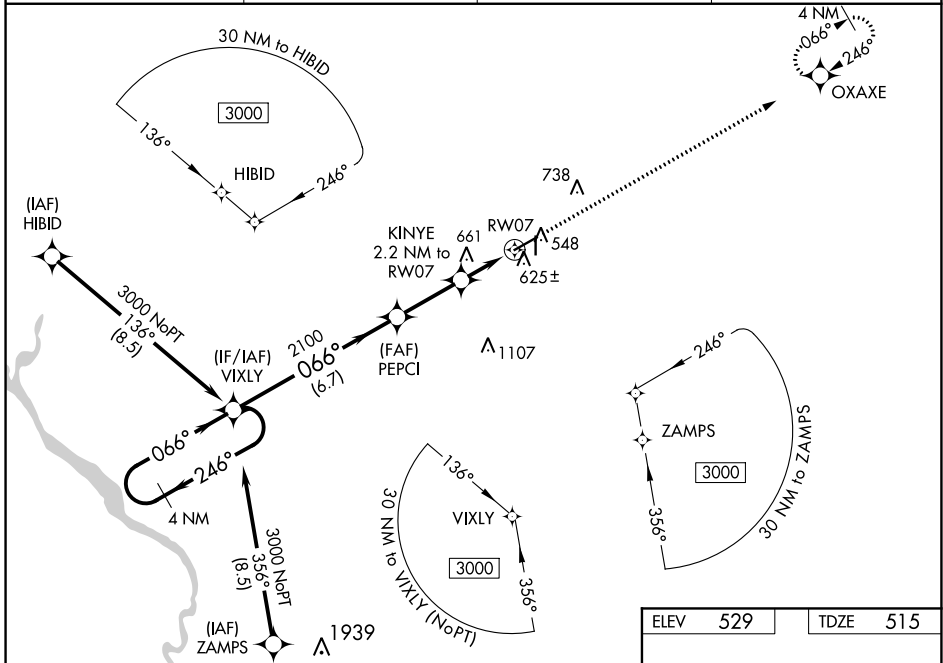 4 NM
066°
246°
OXAXE
30 NM to HIBID
3000
136°
HIBID
246°
738
(IAF)
HIBID
KINYE
2.2 NM to
RW07
661
RW07
548
625±
3000 NoPT
136°
(8.5)
(IF/IAF)
VIXLY
2100
066°
(6.7)
(FAF)
PEPCI
1107
246°
ZAMPS
3000
356°
30 NM to ZAMPS
066°
246°
4 NM
136°
VIXLY
3000
356°
30 NM to VIXLY (NoPT)
3000 NoPT
356°
(8.5)
(IAF)
ZAMPS
1939
ELEV 529
TDZE 515